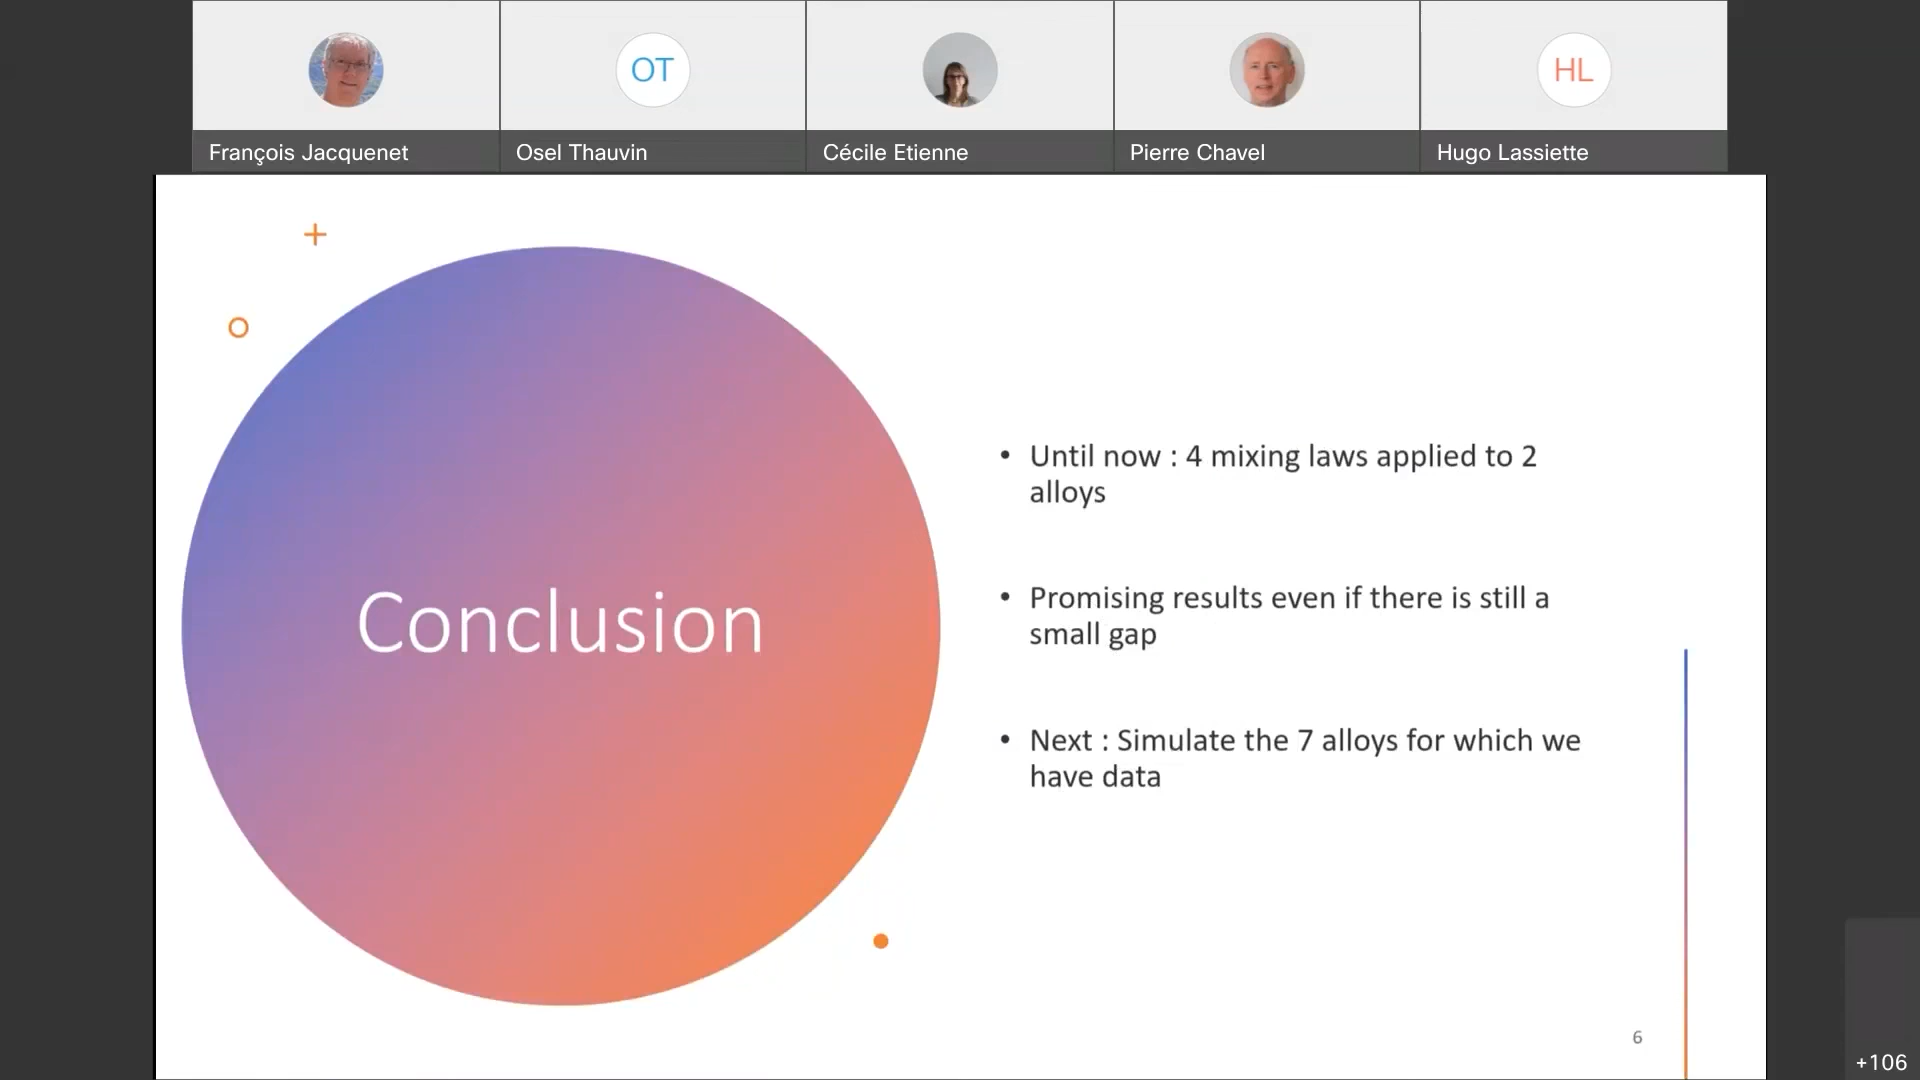 OT
HL
François Jacquenet
Osel Thauvin
Cécile Etienne
Pierre Chavel
Hugo Lassiette
Conclusion
• Until now : 4 mixing laws applied to 2
alloys
• Promising results even if there is still a
small gap
• Next : Simulate the 7 alloys for which we
have data
6
+106